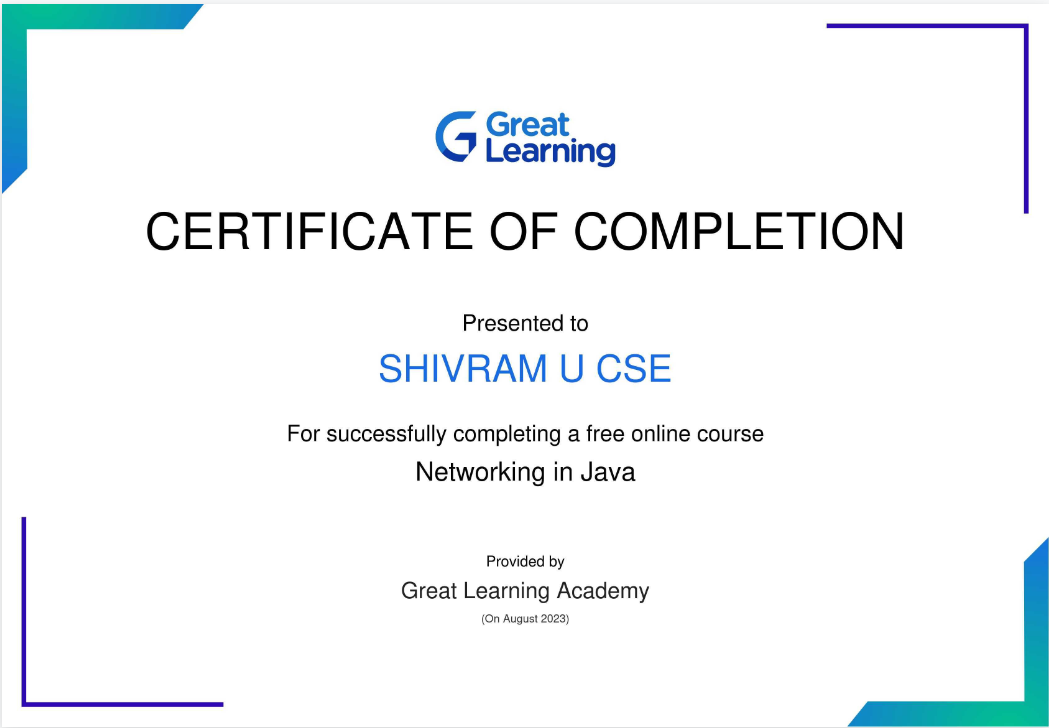 Great
Learning
CERTIFICATE OF COMPLETION
Presented to
SHIVRAM U CSE
For successfully completing a free online course
Networking in Java
Provided by
Great Learning Academy
(On August 2023)